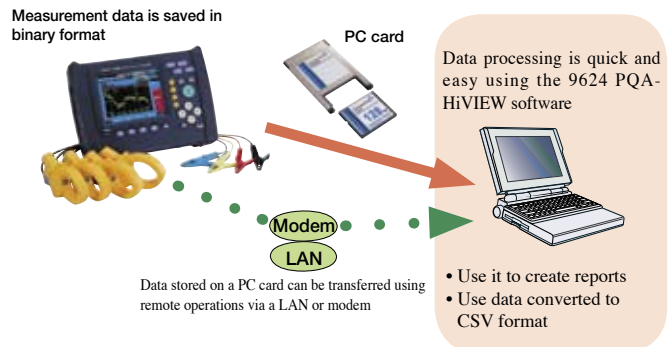 Measurement data is saved in
binary format
PC card
128MB
Data processing is quick and
easy using the 9624 PQA-
HiVIEW software
Modem
LAN
Data stored on a PC card can be transferred using
remote operations via a LAN or modem
• Use it to create reports
• Use data converted to
CSV format